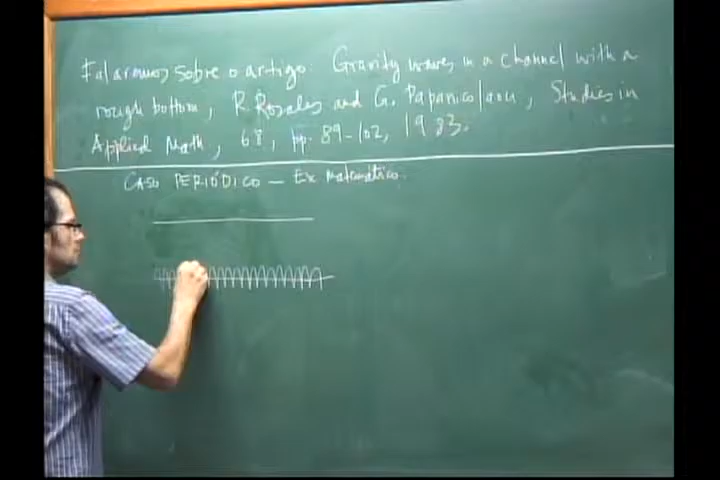 Falaremos sobre o artigo: Gravity waves in a channel with a
rough bottom, R. Rosales and G. Papanicolaou, Studies in
Applied Math, 68, pp. 89-102, 1983.
CASO PERIÓDICO - Ex Matemático.